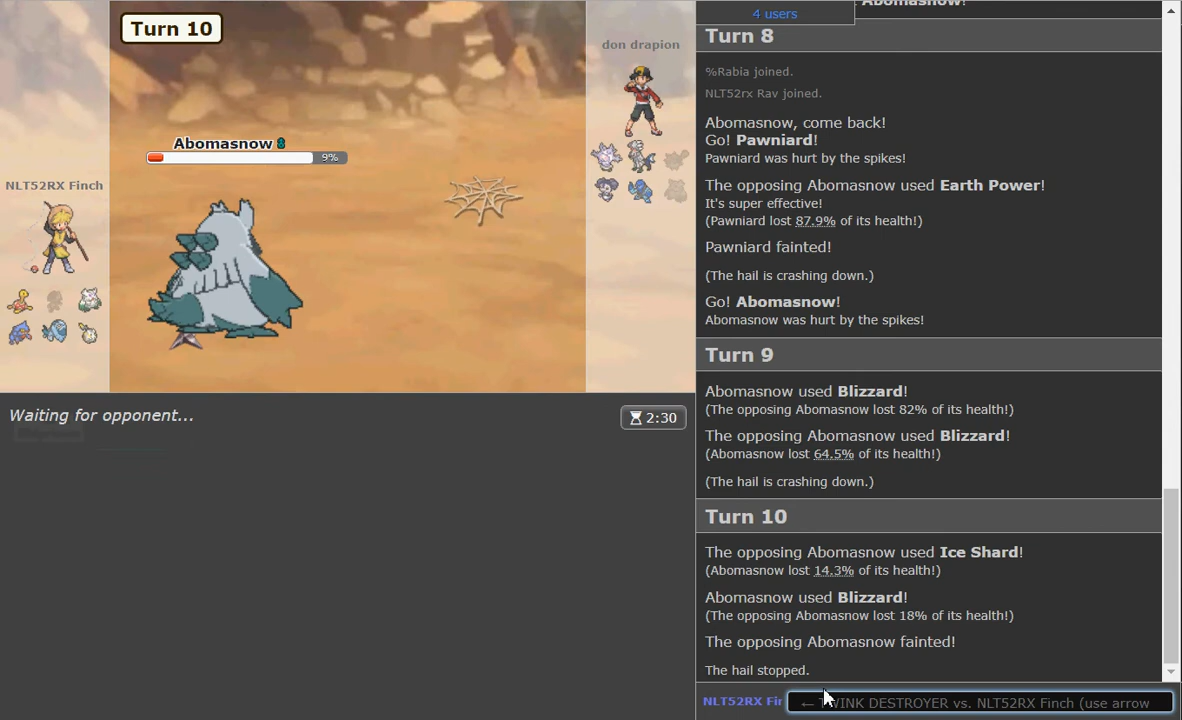 Turn 10
don drapion
Abomasnow 8
9%
NLT52RX Finch
Waiting for opponent...
2:30
4 users
Abomasnow!
Turn 8
%Rabia joined.
NLT52rx Rav joined.
Abomasnow, come back!
Go! Pawniard!
Pawniard was hurt by the spikes!
The opposing Abomasnow used Earth Power!
It's super effective!
(Pawniard lost 87.9% of its health!)
Pawniard fainted!
(The hail is crashing down.)
Go! Abomasnow!
Abomasnow was hurt by the spikes!
Turn 9
Abomasnow used Blizzard!
(The opposing Abomasnow lost 82% of its health!)
The opposing Abomasnow used Blizzard!
(Abomasnow lost 64.5% of its health!)
(The hail is crashing down.)
Turn 10
The opposing Abomasnow used Ice Shard!
(Abomasnow lost 14.3% of its health!)
Abomasnow used Blizzard!
(The opposing Abomasnow lost 18% of its health!)
The opposing Abomasnow fainted!
The hail stopped.
NLT52RX Fin
← DESTROYER vs. NLT52RX Finch (use arrow